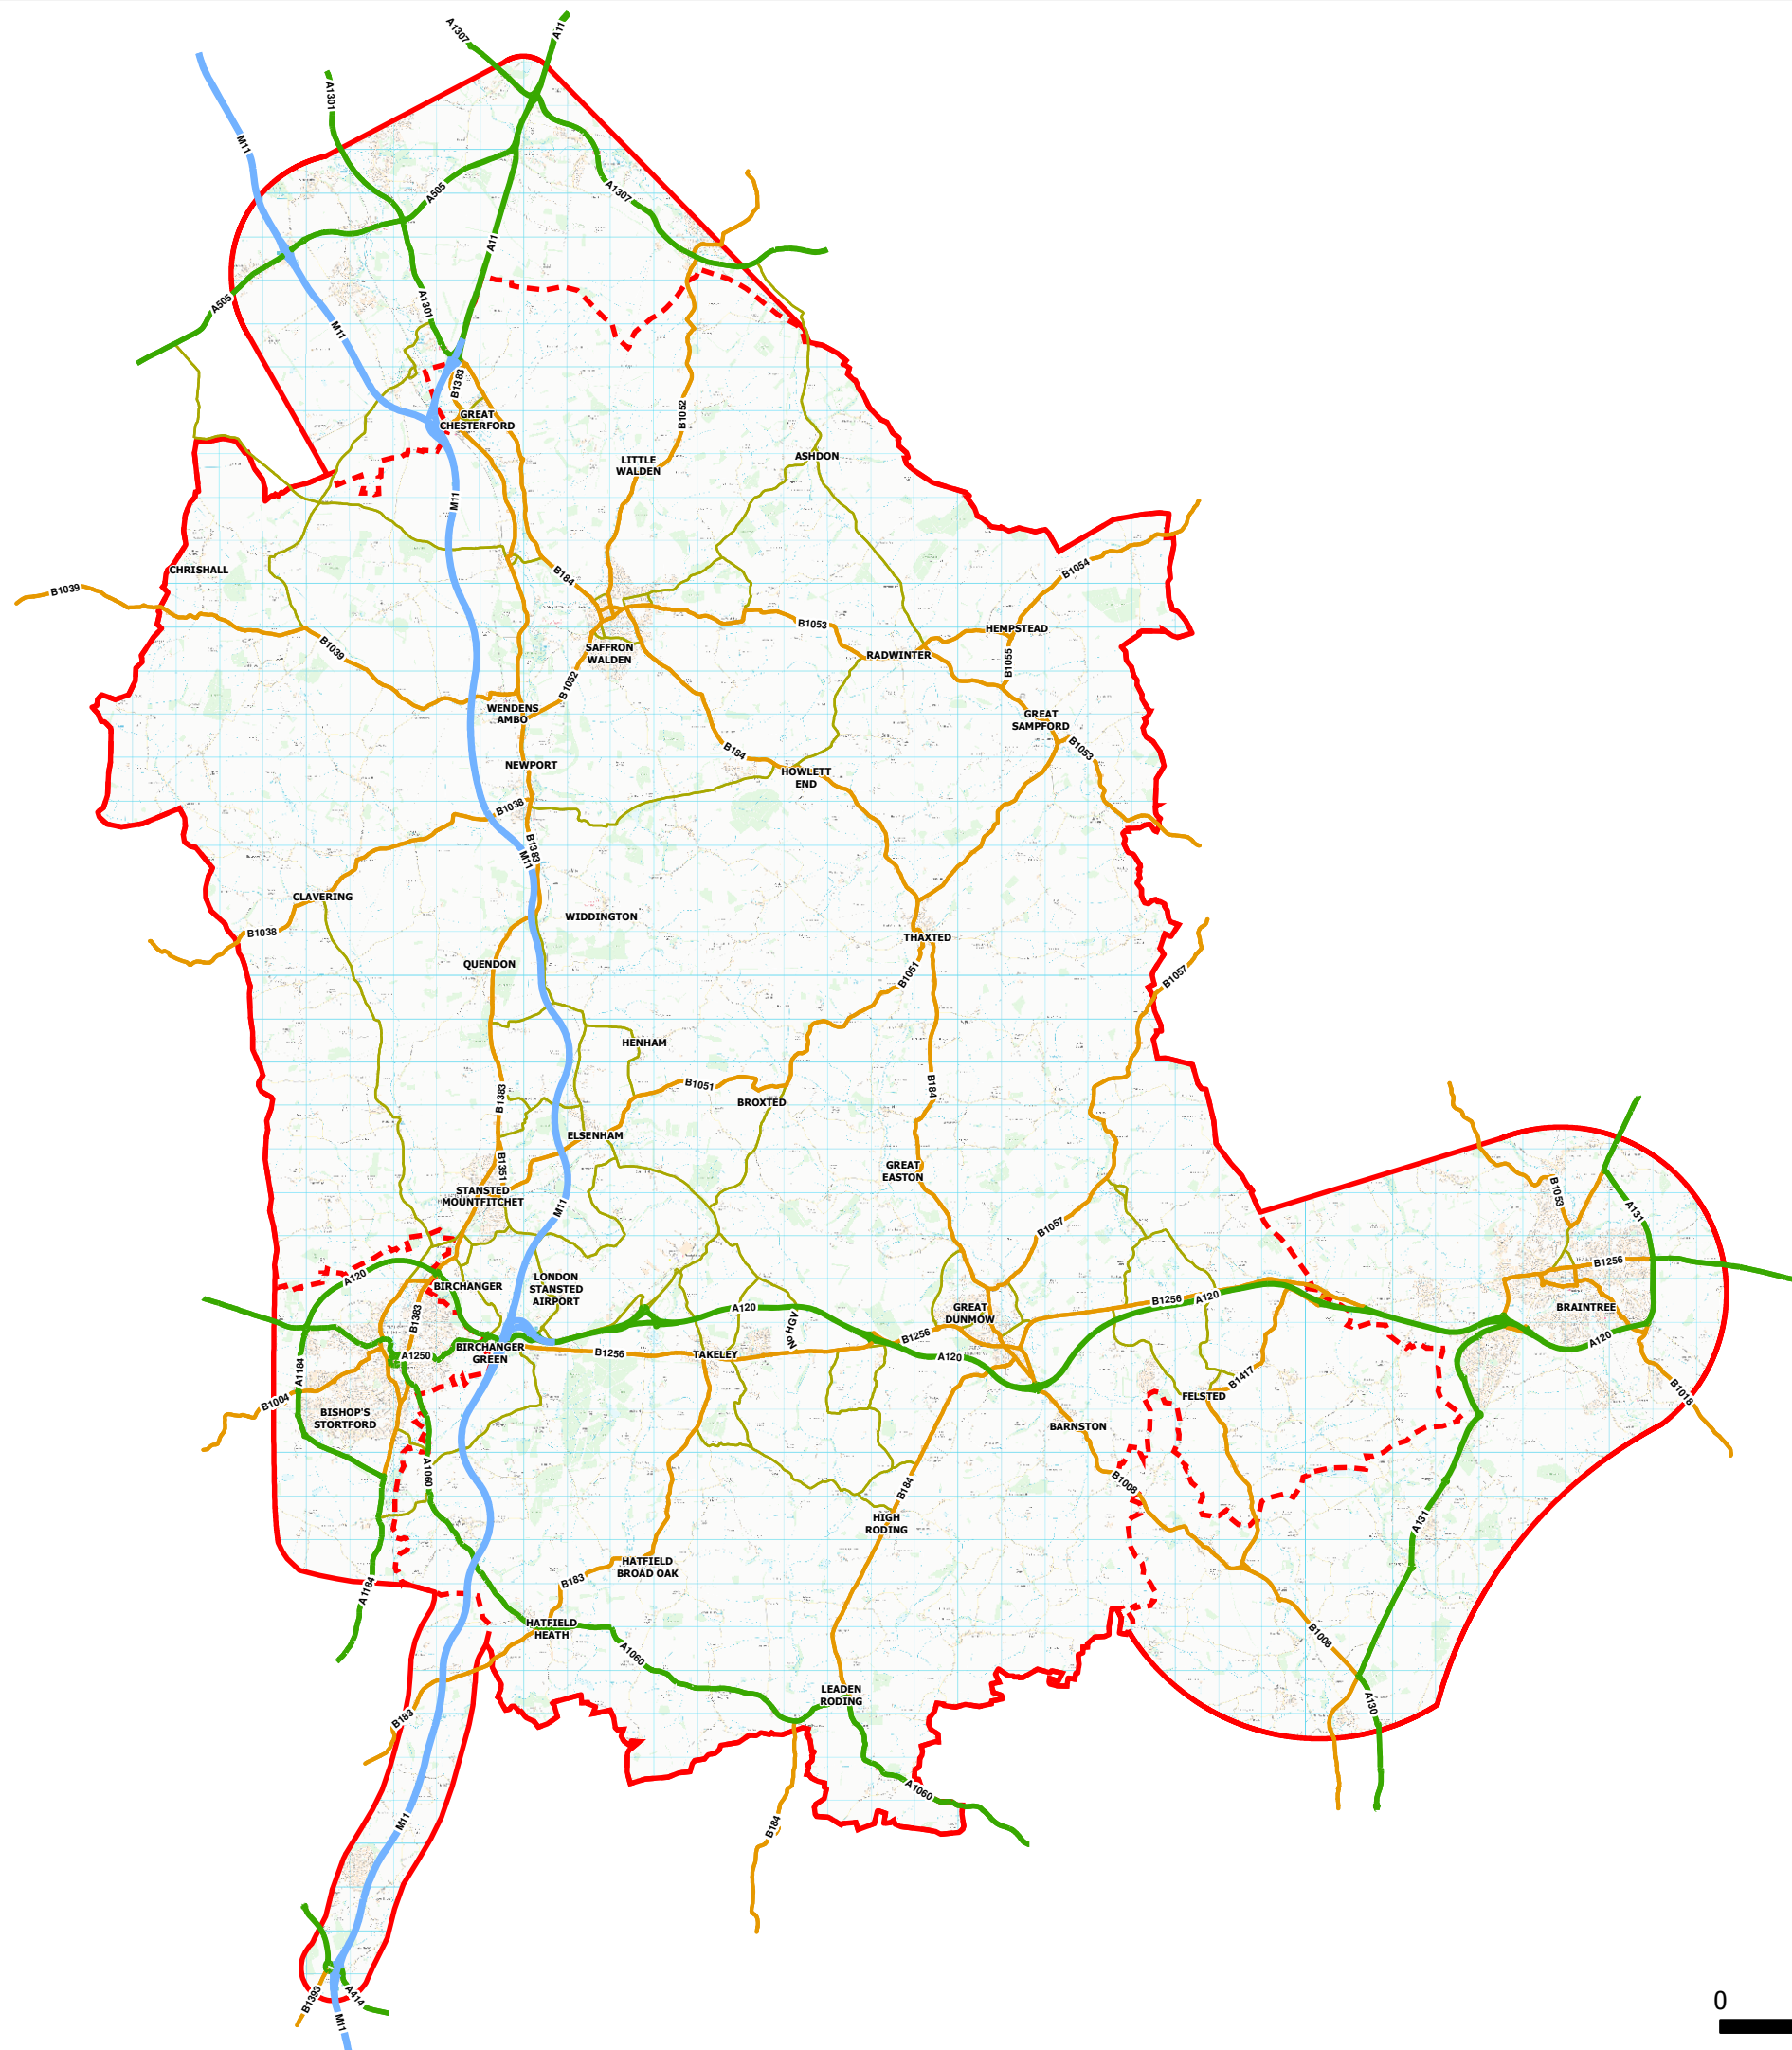 A1307
A11
A1301
M11
A505
A1307
A11
A505
A1301
M11
B1383
B1052
GREAT
CHESTERFORD
LITTLE
WALDEN
ASHDON
M11
CHRISHALL
B1039
B184
B1054
B1039
B1053
HEMPSTEAD
SAFFRON
WALDEN
RADWINTER
B1055
B1052
WENDENS
AMBO
GREAT
SAMPFORD
B184
B1053
NEWPORT
HOWLETT
END
B1038
B1383
M11
CLAVERING
WIDDINGTON
B1038
THAXTED
QUENDON
B1051
B1057
HENHAM
B1383
B1051
B184
BROXTED
ELSENHAM
B1351
GREAT
EASTON
STANSTED
MOUNTFITCHET
M11
B1057
B1053
A131
B1256
A120
BIRCHANGER
LONDON
STANSTED
AIRPORT
B1383
A120
HGV
No
GREAT
DUNMOW
B1256
A120
BRAINTREE
B1256
A120
A1250
BIRCHANGER
GREEN
B1256
TAKELEY
A120
A1184
B1004
BISHOP'S
STORTFORD
FELSTED
B1417
B1018
BARNSTON
A1060
B1008
B184
HIGH
RODING
A131
HATFIELD
BROAD OAK
B183
A1184
HATFIELD
HEATH
A1060
B1008
LEADEN
RODING
A130
B183
A1060
M11
B184
B1393
A414
M11
0